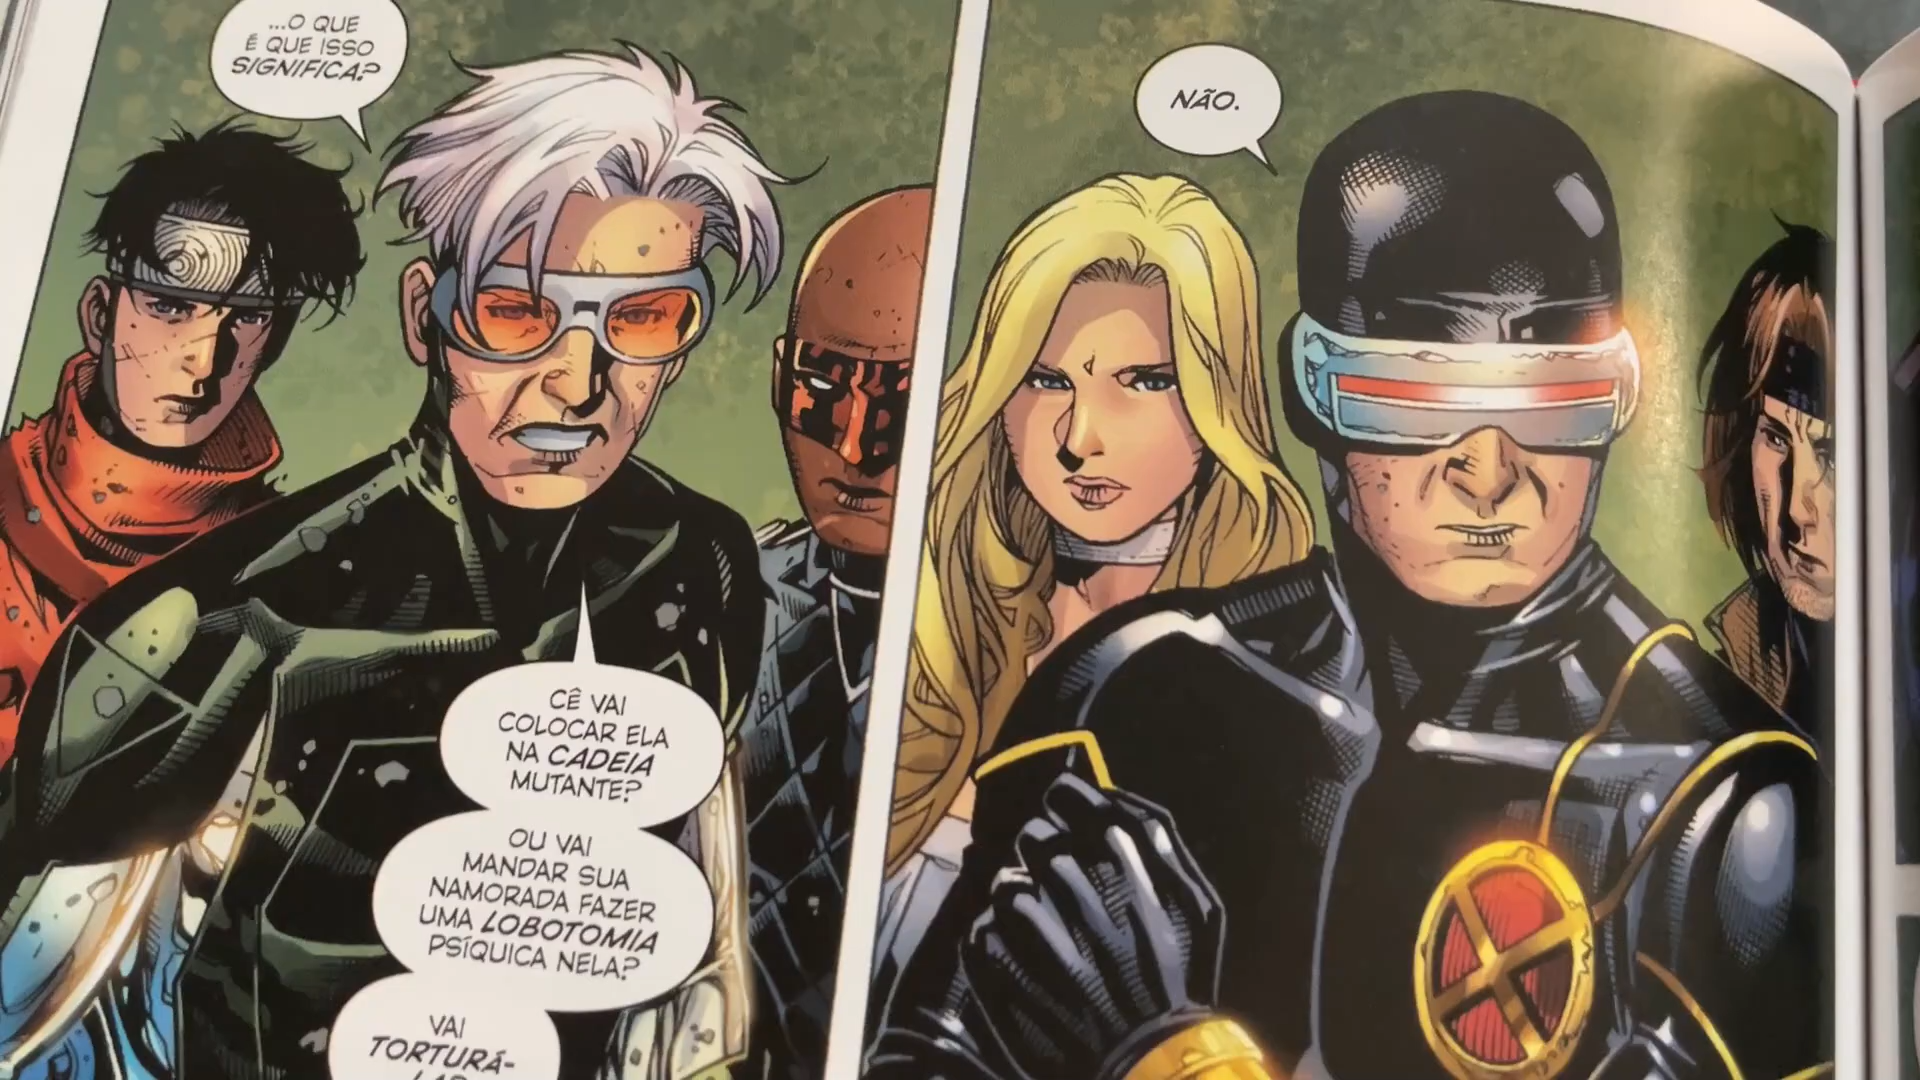 ...O QUE
É QUE ISSO
SIGNIFICA?
CÊ VAI
COLOCAR ELA
NA CADEIA
MUTANTE?
OU VAI
MANDAR SUA
NAMORADA FAZER
UMA LOBOTOMIA
PSÍQUICA NELA?
VAI
TORTURÁ-
NÃO.